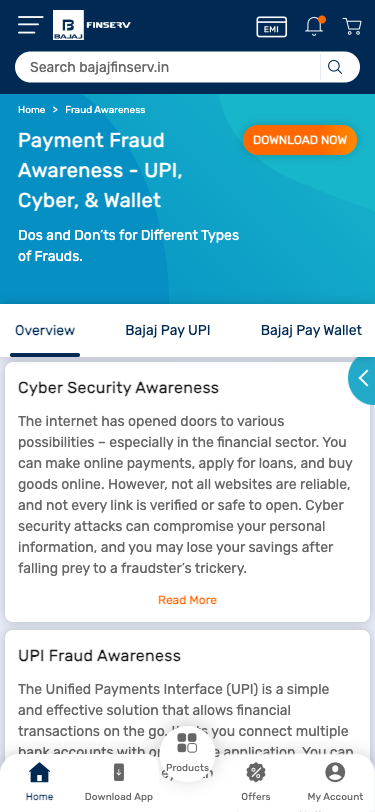 B
BAJAJ
FINSERV
EMI
Search bajajfinserv.in
Home > Fraud Awareness
Payment Fraud
Awareness - UPI,
Cyber, & Wallet
DOWNLOAD NOW
Dos and Don'ts for Different Types
of Frauds.
Overview
Bajaj Pay UPI
Bajaj Pay Wallet
Cyber Security Awareness
The internet has opened doors to various
possibilities – especially in the financial sector. You
can make online payments, apply for loans, and buy
goods online. However, not all websites are reliable,
and not every link is verified or safe to open. Cyber
security attacks can compromise your personal
information, and you may lose your savings after
falling prey to a fraudster's trickery.
Read More
UPI Fraud Awareness
The Unified Payments Interface (UPI) is a simple
and effective solution that allows financial
transactions on the go. you connect multiple
bank accounts with application. You can
Products
Home
Download App
Offers
My Account